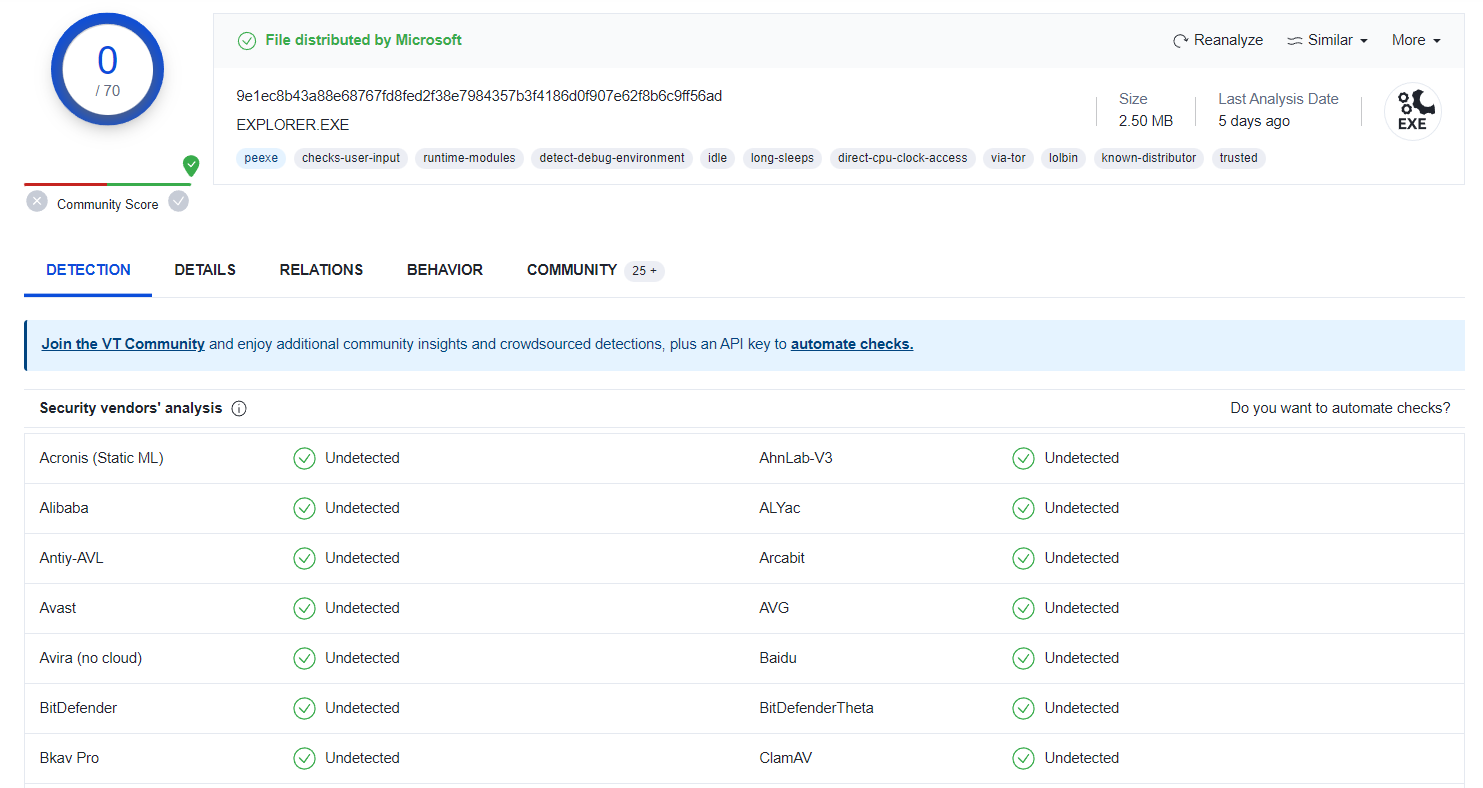 0
/ 70
Community Score
File distributed by Microsoft
Reanalyze Similar More
9e1ec8b43a88e68767fd8fed2f38e7984357b3f4186d0f907e62f8b6c9ff56ad
EXPLORER.EXE
Size
2.50 MB
Last Analysis Date
5 days ago
EXE
peexe checks-user-input runtime-modules detect-debug-environment idle long-sleeps direct-cpu-clock-access via-tor lolbin known-distributor trusted
DETECTION DETAILS RELATIONS BEHAVIOR COMMUNITY 25 +
Join the VT Community and enjoy additional community insights and crowdsourced detections, plus an API key to automate checks.
Security vendors' analysis Do you want to automate checks?
Acronis (Static ML) Undetected AhnLab-V3 Undetected
Alibaba Undetected ALYac Undetected
Antiy-AVL Undetected Arcabit Undetected
Avast Undetected AVG Undetected
Avira (no cloud) Undetected Baidu Undetected
BitDefender Undetected BitDefenderTheta Undetected
Bkav Pro Undetected ClamAV Undetected